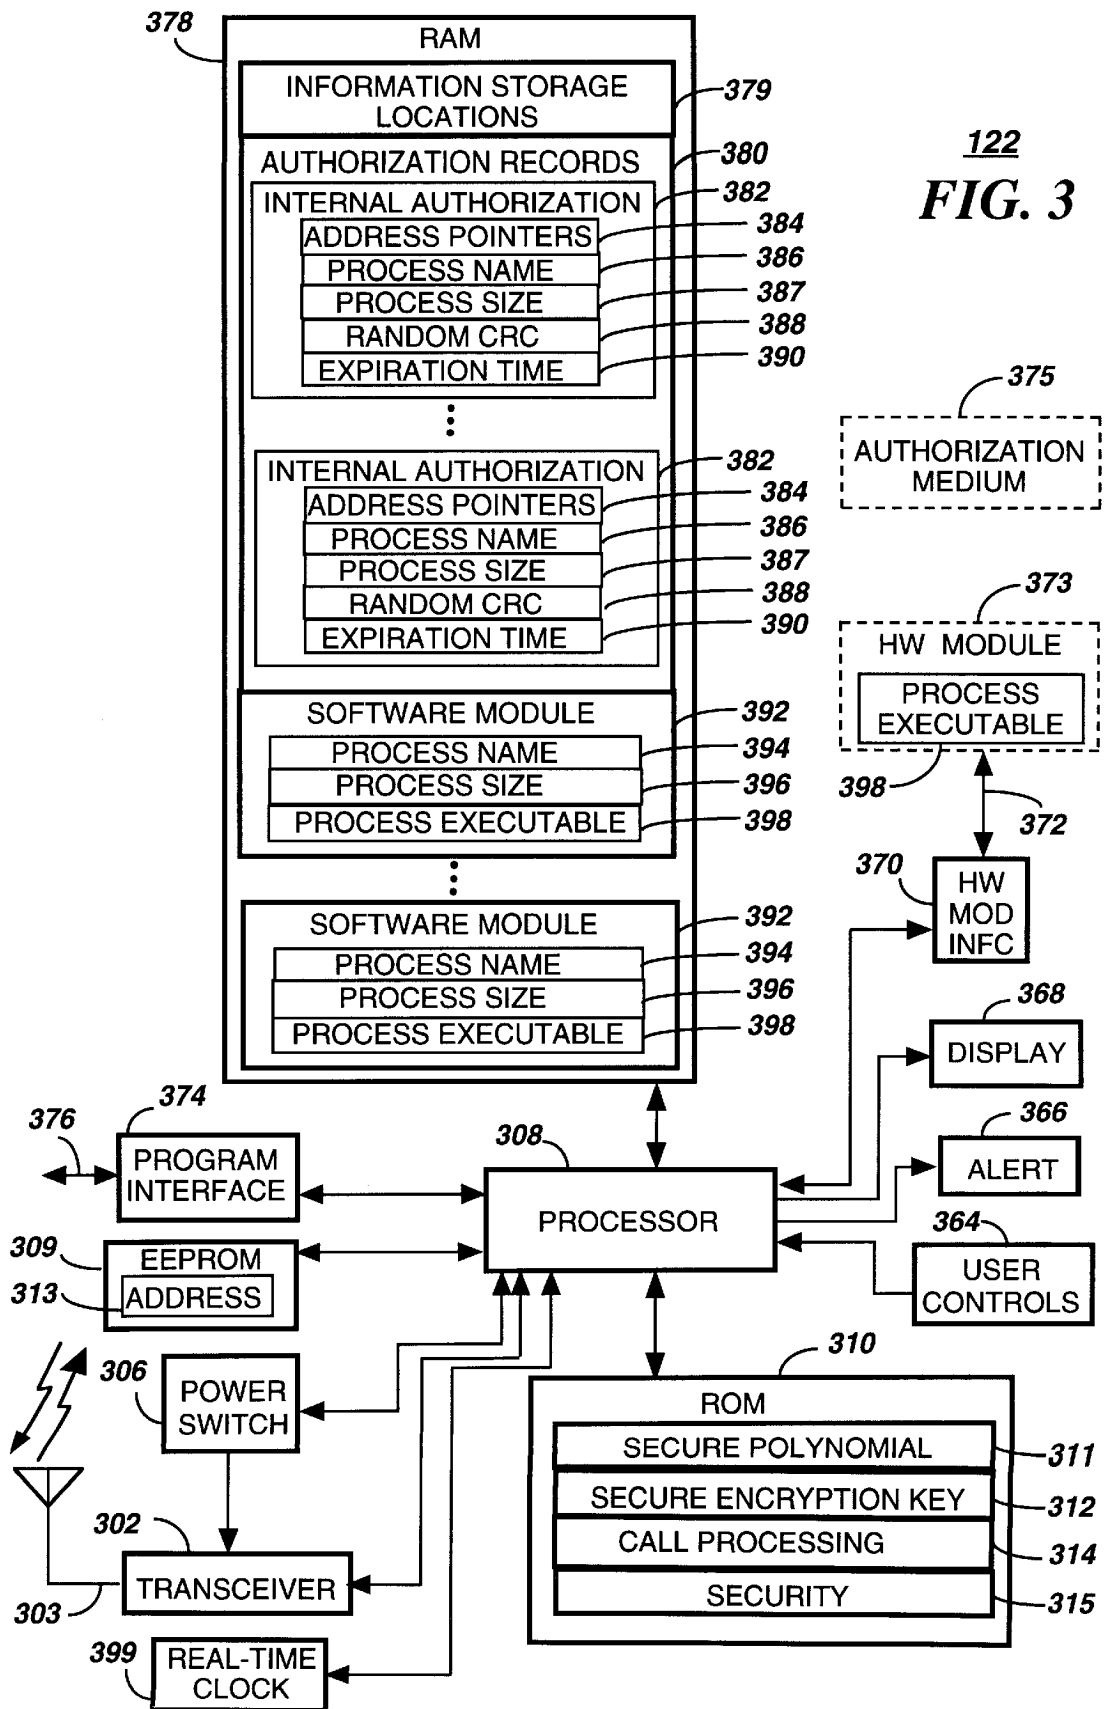 378
RAM
INFORMATION STORAGE
LOCATIONS
379
AUTHORIZATION RECORDS
380
INTERNAL AUTHORIZATION
382
ADDRESS POINTERS
384
PROCESS NAME
386
PROCESS SIZE
387
RANDOM CRC
388
EXPIRATION TIME
390
INTERNAL AUTHORIZATION
382
ADDRESS POINTERS
384
PROCESS NAME
386
PROCESS SIZE
387
RANDOM CRC
388
EXPIRATION TIME
390
SOFTWARE MODULE
392
PROCESS NAME
394
PROCESS SIZE
396
PROCESS EXECUTABLE
398
SOFTWARE MODULE
392
PROCESS NAME
394
PROCESS SIZE
396
PROCESS EXECUTABLE
398
122
FIG. 3
375
AUTHORIZATION
MEDIUM
373
HW MODULE
PROCESS
EXECUTABLE
398
372
370
HW
MOD
INFC
368
DISPLAY
366
ALERT
364
USER
CONTROLS
374
376
PROGRAM
INTERFACE
308
PROCESSOR
309
EEPROM
313
ADDRESS
306
POWER
SWITCH
302
TRANSCEIVER
303
399
REAL-TIME
CLOCK
310
ROM
SECURE POLYNOMIAL
311
SECURE ENCRYPTION KEY
312
CALL PROCESSING
314
SECURITY
315